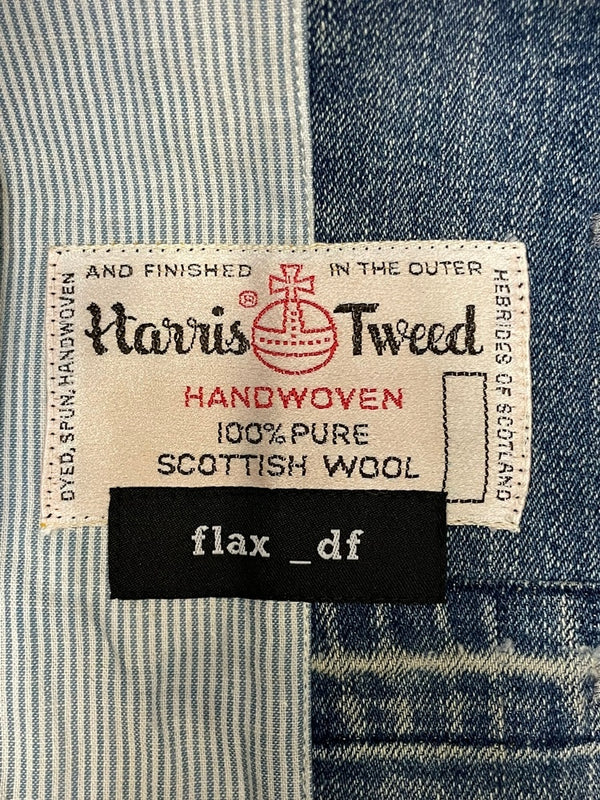 DYED, SPUN, HANDWOVEN
AND FINISHED IN THE OUTER
HEBRIDES OF SCOTLAND
Harris Tweed
®
HANDWOVEN
100% PURE
SCOTTISH WOOL
flax _df